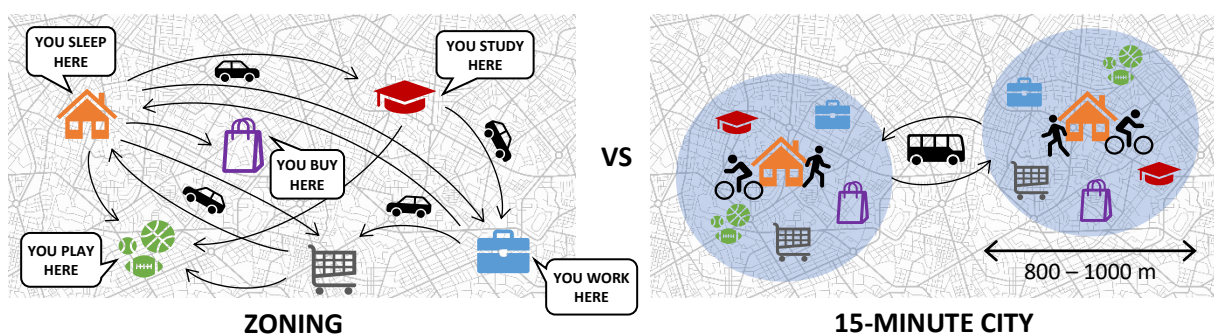 YOU SLEEP
HERE
YOU STUDY
HERE
YOU BUY
HERE
YOU PLAY
HERE
YOU WORK
HERE
ZONING
VS
800 – 1000 m
15-MINUTE CITY